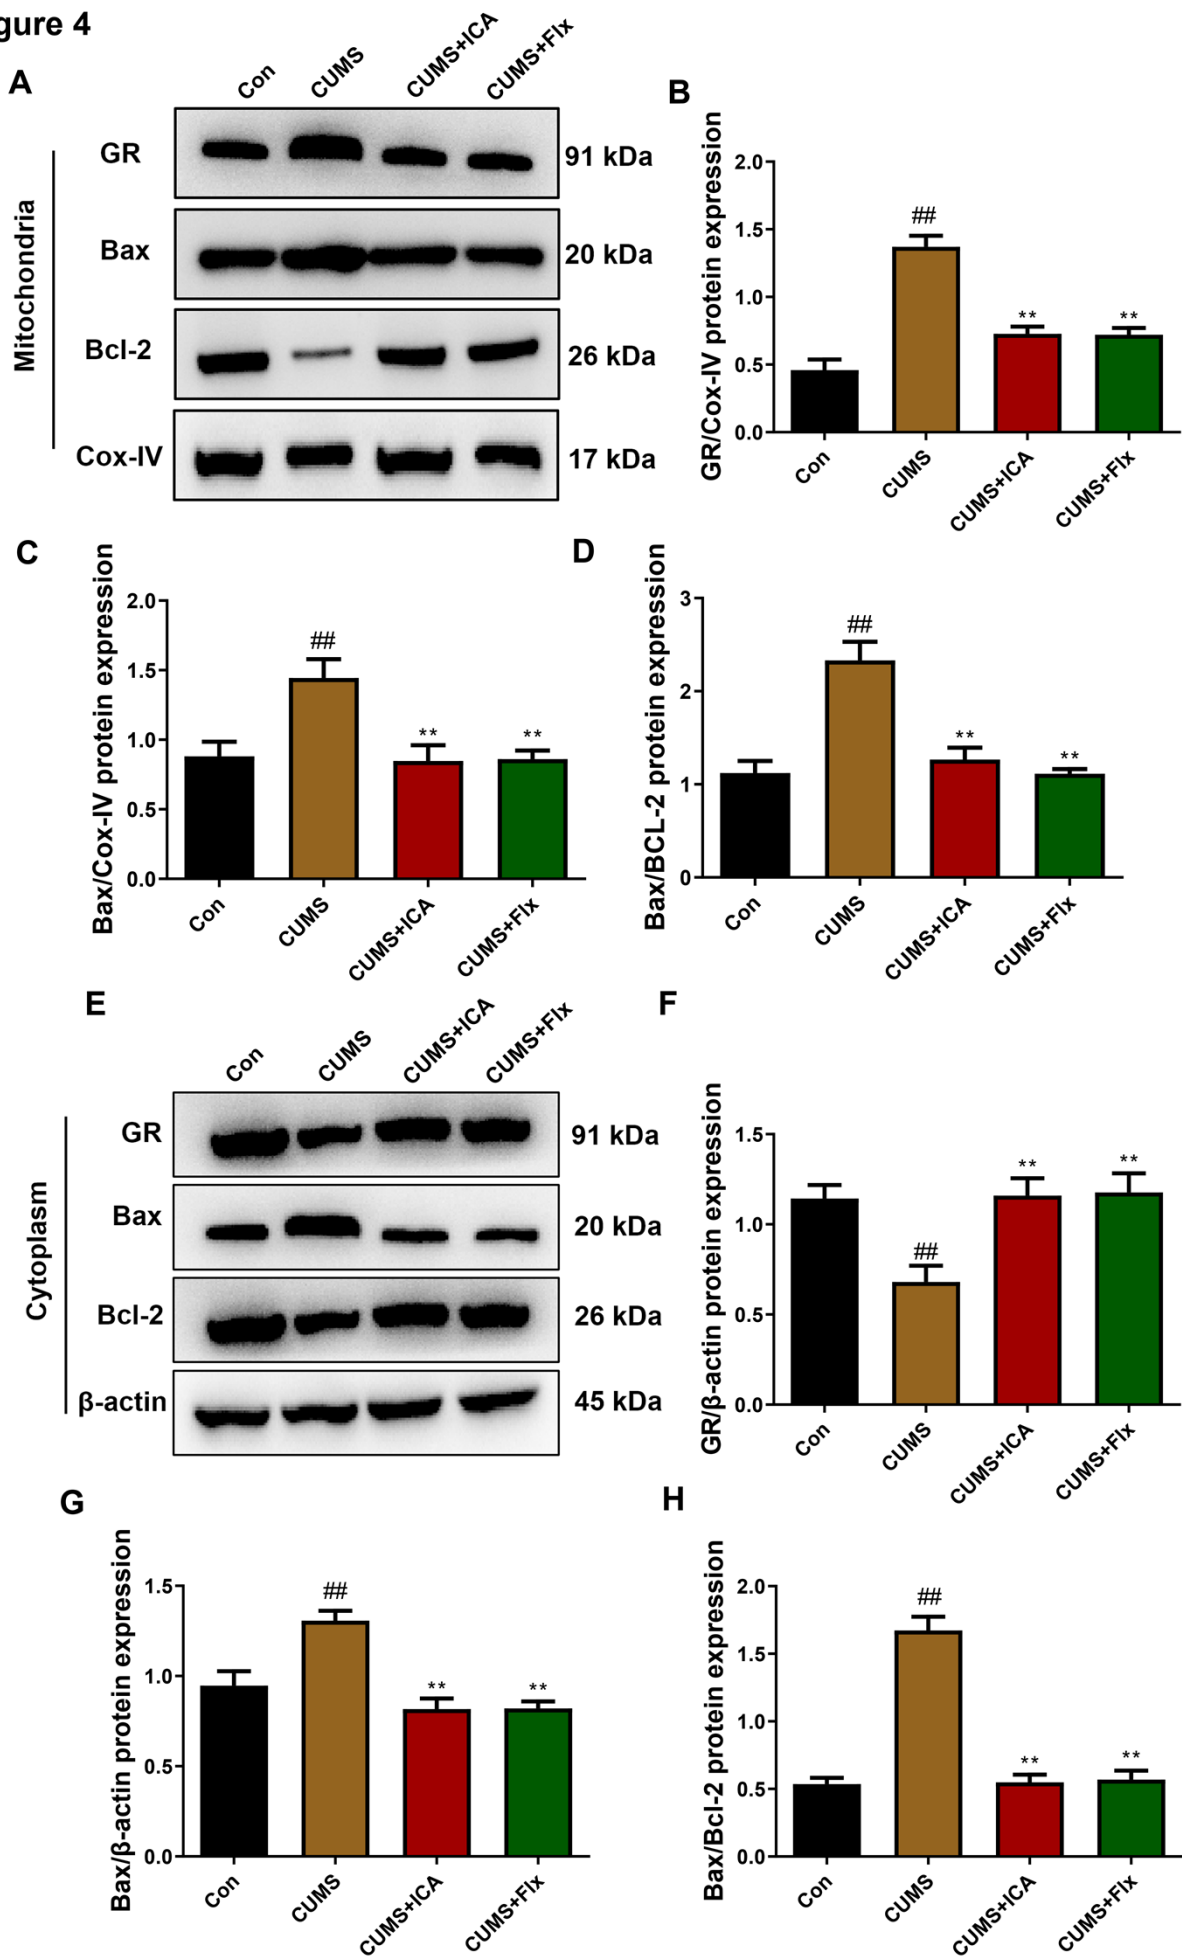 gure 4
A
Con
CUMS
CUMS+ICA
CUMS+Flx
Mitochondria
GR
91 kDa
Bax
20 kDa
Bcl-2
26 kDa
Cox-IV
17 kDa
B
GR/Cox-IV protein expression
2.0
1.5
1.0
0.5
0.0
##
**
**
Con
CUMS
CUMS+ICA
CUMS+Flx
C
Bax/Cox-IV protein expression
2.0
1.5
1.0
0.5
0.0
##
**
**
Con
CUMS
CUMS+ICA
CUMS+Flx
D
Bax/BCL-2 protein expression
3
2
1
0
##
**
**
Con
CUMS
CUMS+ICA
CUMS+Flx
E
Con
CUMS
CUMS+ICA
CUMS+Flx
Cytoplasm
GR
91 kDa
Bax
20 kDa
Bcl-2
26 kDa
β-actin
45 kDa
F
GR/β-actin protein expression
1.5
1.0
0.5
0.0
##
**
**
Con
CUMS
CUMS+ICA
CUMS+Flx
G
Bax/β-actin protein expression
1.5
1.0
0.5
0.0
##
**
**
Con
CUMS
CUMS+ICA
CUMS+Flx
H
Bax/Bcl-2 protein expression
2.0
1.5
1.0
0.5
0.0
##
**
**
Con
CUMS
CUMS+ICA
CUMS+Flx